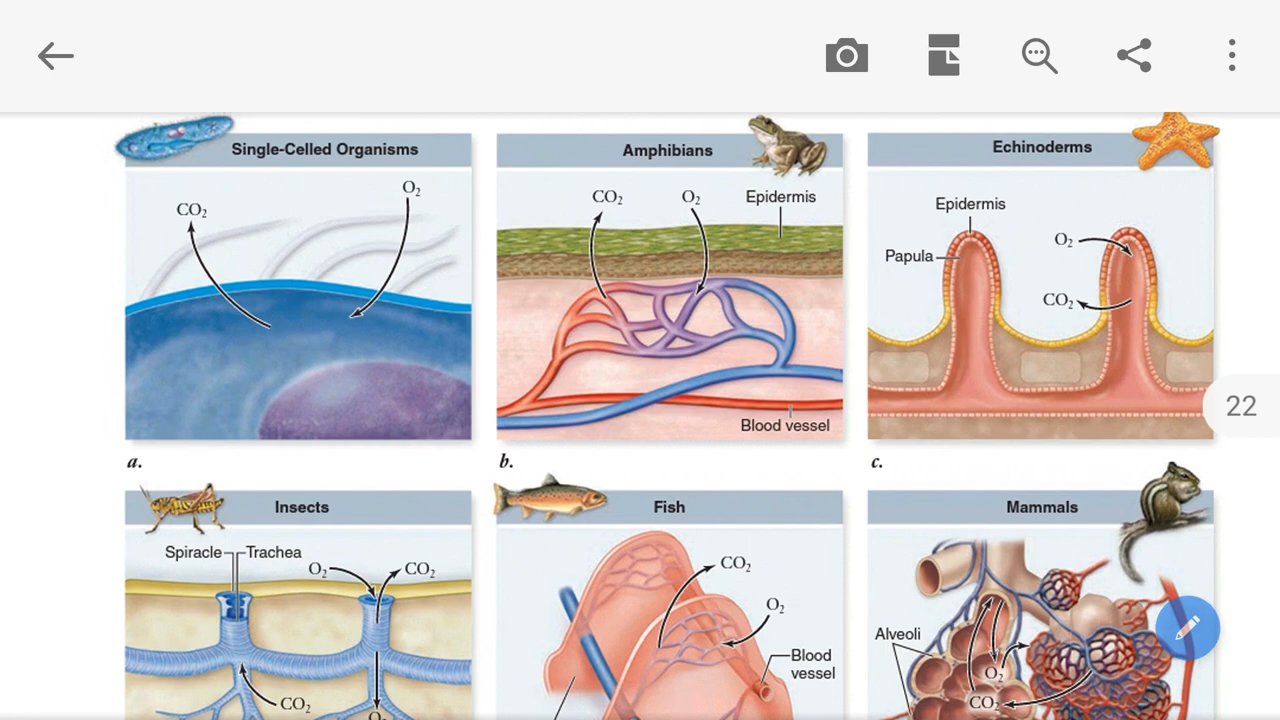 Single-Celled Organisms
CO2
O2
a.
Amphibians
CO2
O2
Epidermis
Blood vessel
b.
Echinoderms
Epidermis
Papula
O2
CO2
c.
22
Insects
Spiracle
Trachea
O2
CO2
CO2
Fish
CO2
O2
Blood
vessel
Mammals
Alveoli
O2
CO2